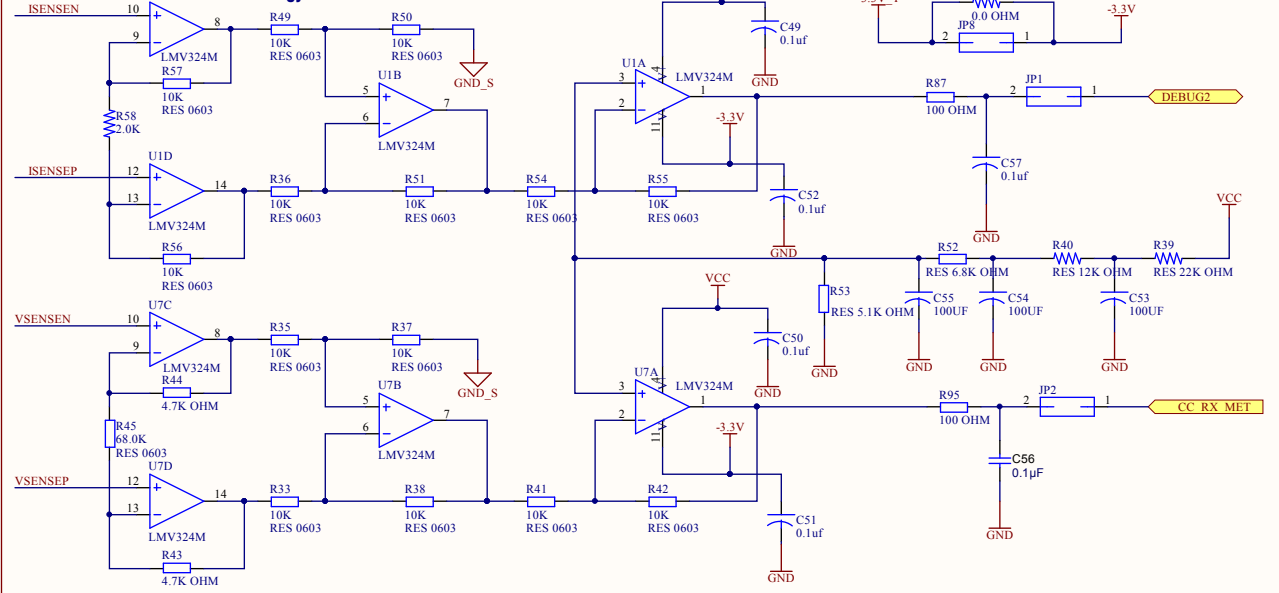 ISENSEN
10
9
8
LMV324M
R57
10K
RES 0603
R58
2.0K
ISENSEP
U1D
12
13
14
LMV324M
R56
10K
RES 0603
R49
10K
RES 0603
R50
10K
RES 0603
GND_S
U1B
5
6
7
LMV324M
R36
10K
RES 0603
R51
10K
RES 0603
R54
10K
RES 0603
R55
10K
RES 0603
U1A
LMV324M
3
2
4
11
1
C49
0.1uf
GND
-3.3V
C52
0.1uf
GND
0.0 OHM
JP8
2
1
-3.3V
R87
100 OHM
JP1
2
1
DEBUG2
C57
0.1uf
GND
VCC
R52
RES 6.8K OHM
R40
RES 12K OHM
R39
RES 22K OHM
R53
RES 5.1K OHM
GND
C55
100UF
GND
C54
100UF
GND
C53
100UF
GND
VSENSEN
U7C
10
9
8
LMV324M
R44
4.7K OHM
R45
68.0K
RES 0603
VSENSEP
U7D
12
13
14
LMV324M
R43
4.7K OHM
R35
10K
RES 0603
R37
10K
RES 0603
GND_S
U7B
5
6
7
LMV324M
R33
10K
RES 0603
R38
10K
RES 0603
R41
10K
RES 0603
R42
10K
RES 0603
VCC
C50
0.1uf
GND
U7A
LMV324M
3
2
4
11
1
-3.3V
C51
0.1uf
GND
R95
100 OHM
JP2
2
1
CC_RX_MET
C56
0.1µF
GND